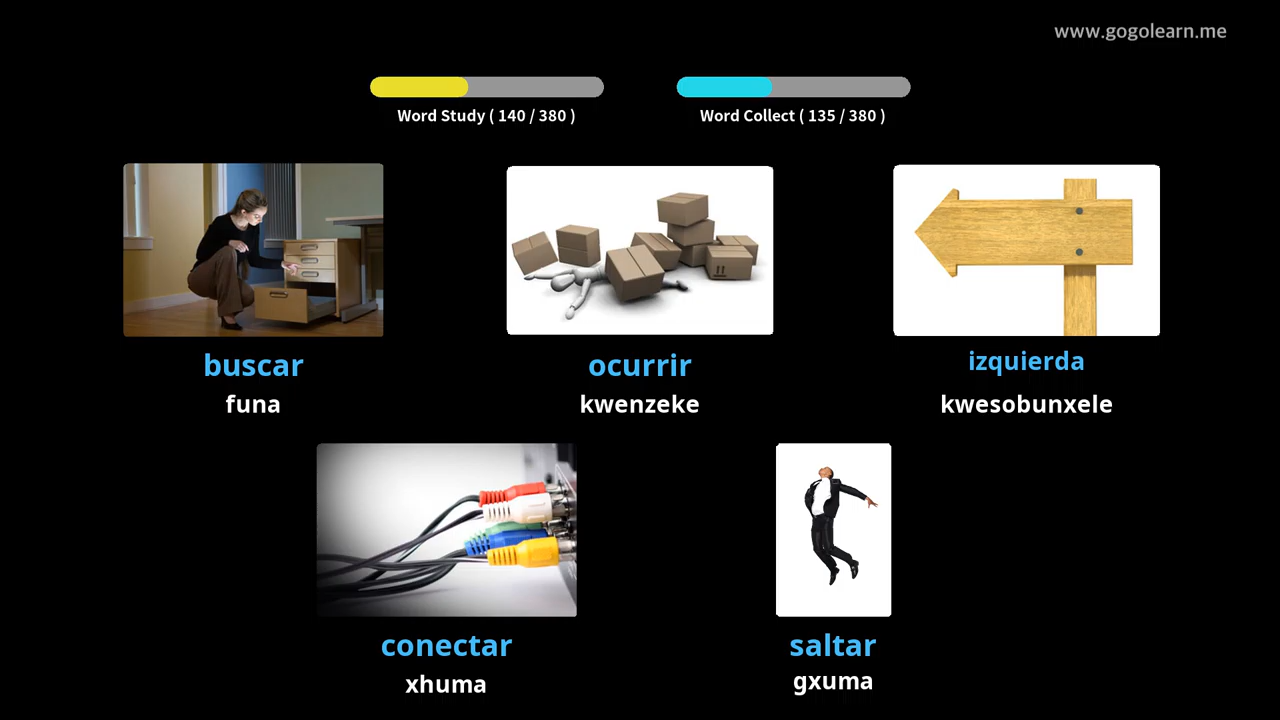 www.gogolearn.me
Word Study ( 140 / 380 )
Word Collect ( 135 / 380 )
buscar
funa
ocurrir
kwenzeke
izquierda
kwesobunxele
conectar
xhuma
saltar
gxuma